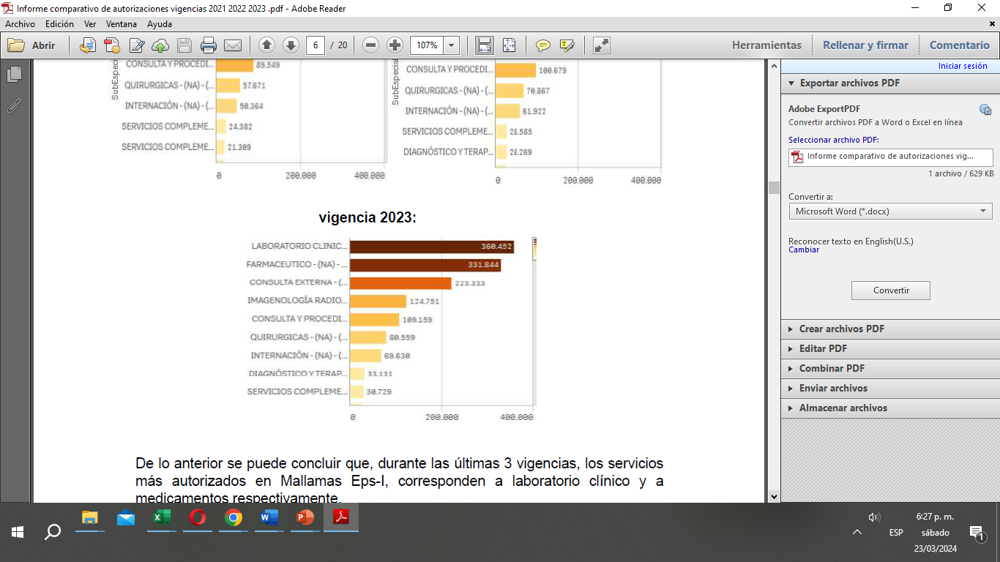 Informe comparativo de autorizaciones vigencias 2021 2022 2023 .pdf - Adobe Reader
Archivo Edición Ver Ventana Ayuda
Abrir 6 / 20 107% Herramientas Rellenar y firmar Comentario
SubEspecial
CONSULTA Y PROCEDI... 89.549
QUIRURGICAS - (NA) - (... 57.671
INTERNACIÓN - (NA) - (... 50.364
SERVICIOS COMPLEME... 24.382
SERVICIOS COMPLEME... 21.309
0 200.000 400.000
SubEspecial
CONSULTA Y PROCEDI... 100.679
QUIRURGICAS - (NA) - (... 70.867
INTERNACIÓN - (NA) - (... 61.922
SERVICIOS COMPLEME... 28.585
DIAGNÓSTICO Y TERAP... 28.269
0 200.000 400.000
vigencia 2023:
LABORATORIO CLINIC... 360.452
FARMACEUTICO - (NA) - ... 331.844
CONSULTA EXTERNA - (... 223.333
IMAGENOLOGÍA RADIO... 124.751
CONSULTA Y PROCEDI... 109.159
QUIRURGICAS - (NA) - (... 80.559
INTERNACIÓN - (NA) - (... 69.630
DIAGNÓSTICO Y TERAP... 33.131
SERVICIOS COMPLEME... 30.729
0 200.000 400.000
De lo anterior se puede concluir que, durante las últimas 3 vigencias, los servicios
más autorizados en Mallamas Eps-I, corresponden a laboratorio clínico y a
medicamentos respectivamente.
Iniciar sesión
Exportar archivos PDF
Adobe ExportPDF
Convertir archivos PDF a Word o Excel en línea
Seleccionar archivo PDF:
Informe comparativo de autorizaciones vig...
1 archivo / 629 KB
Convertir a:
Microsoft Word (*.docx)
Reconocer texto en English(U.S.)
Cambiar
Convertir
Crear archivos PDF
Editar PDF
Combinar PDF
Enviar archivos
Almacenar archivos
6:27 p. m.
ESP sábado
23/03/2024
1